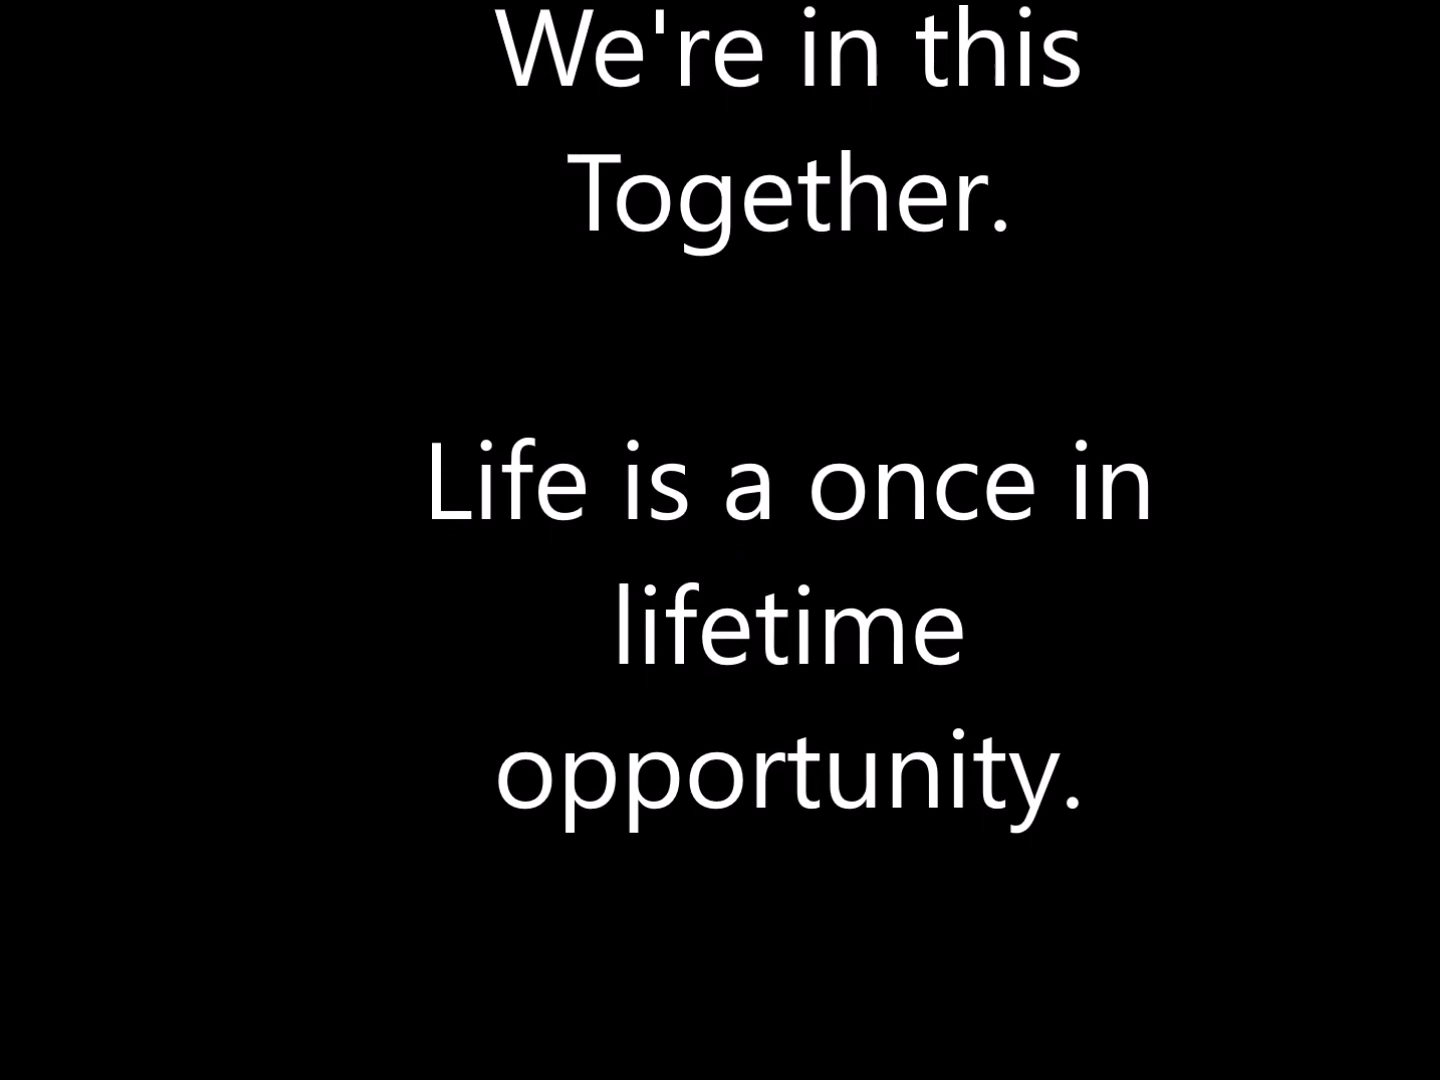 We're in this
Together.
Life is a once in
lifetime
opportunity.